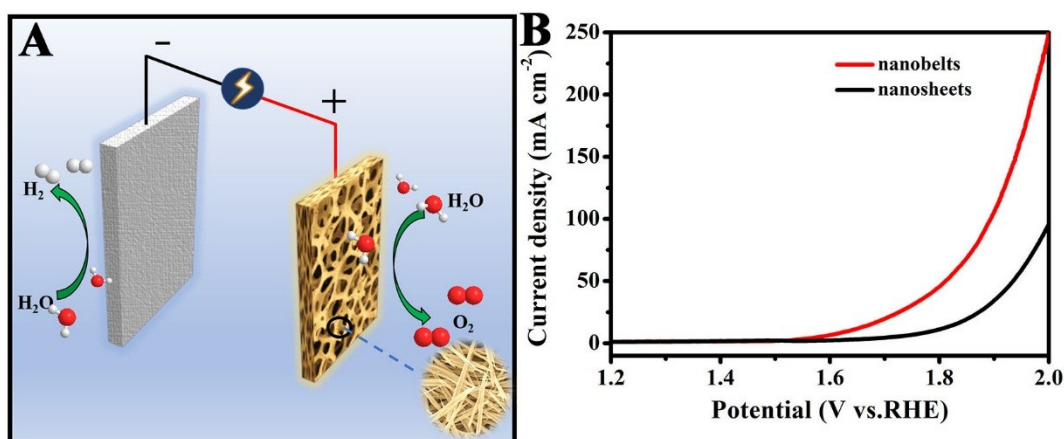 A
−
+
H₂
H₂O
H₂O
O₂
B
Current density (mA cm⁻²)
250
200
150
100
50
0
nanobelts
nanosheets
1.2 1.4 1.6 1.8 2.0
Potential (V vs.RHE)